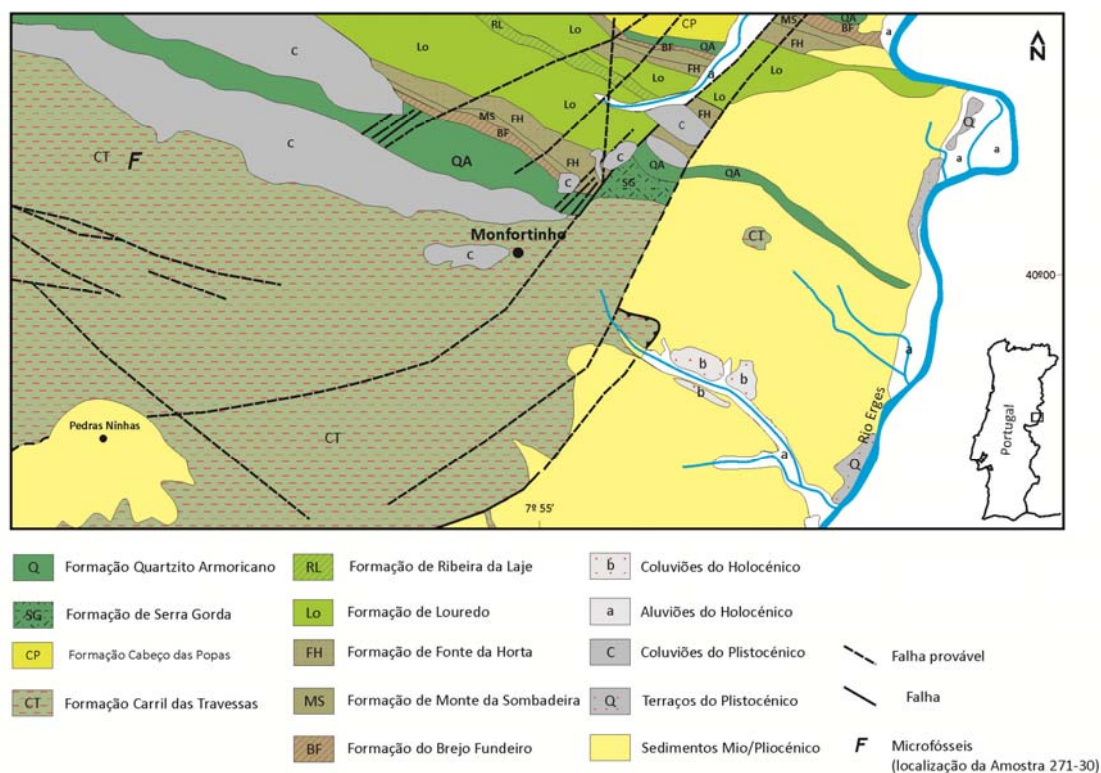 RL
CP
MS
QA
a
C
Lo
Lo
BF
QA
FH
BF
a
N
Lo
FH
a
Lo
Lo
MS
FH
Lo
C
BF
Lo
FH
C
Q
CT
F
QA
FH
C
QA
a
a
C
SG
QA
Monfortinho
CT
C
40º00
b
b
a
b
Rio Erges
Pedras Ninhas
CT
Portugal
a
Q
7º 55'
Q Formação Quartzito Armoricano
RL Formação de Ribeira da Laje
b Coluviões do Holocénico
SG Formação de Serra Gorda
Lo Formação de Louredo
a Aluviões do Holocénico
CP Formação Cabeço das Popas
FH Formação de Fonte da Horta
C Coluviões do Plistocénico
Falha provável
CT Formação Carril das Travessas
MS Formação de Monte da Sombadeira
Q Terraços do Plistocénico
Falha
BF Formação do Brejo Fundeiro
Sedimentos Mio/Pliocénico
F Microfósseis
(localização da Amostra 271-30)